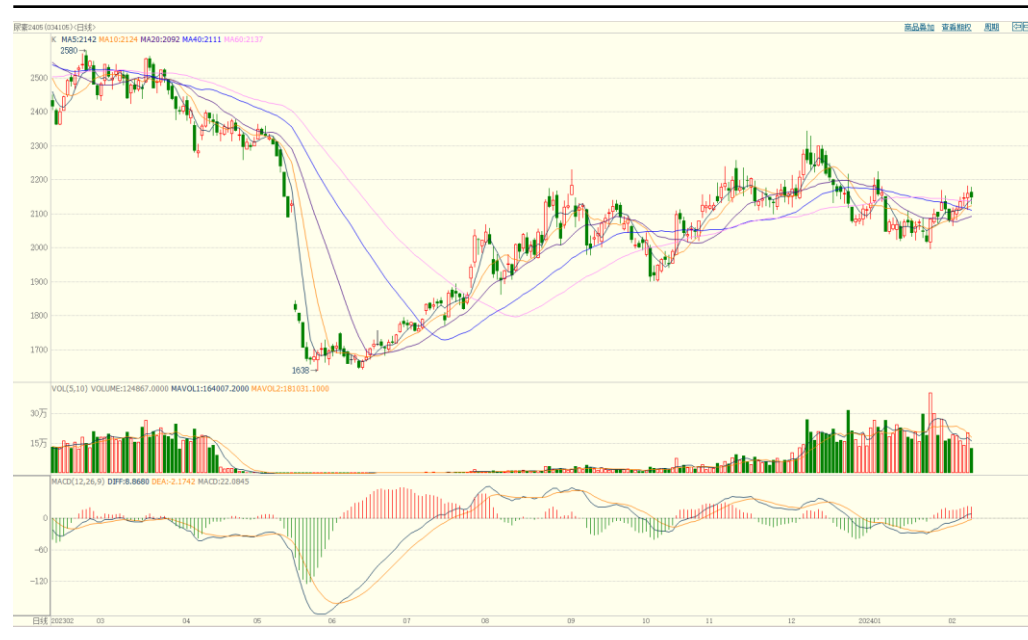 尿素2405(034105)<日线>
商品叠加 查看期权 周期
K MA5:2142 MA10:2124 MA20:2092 MA40:2111 MA60:2137
2580→
2500
2400
2300
2200
2100
2000
1900
1800
1700
1638→
VOL(5,10) VOLUME:124867.0000 MAVOL1:164007.2000 MAVOL2:181031.1000
30万
15万
MACD(12,26,9) DIFF:8.8680 DEA:-2.1742 MACD:22.0845
0
-60
-120
日线 202302 03 04 05 06 07 08 09 10 11 12 202401 02